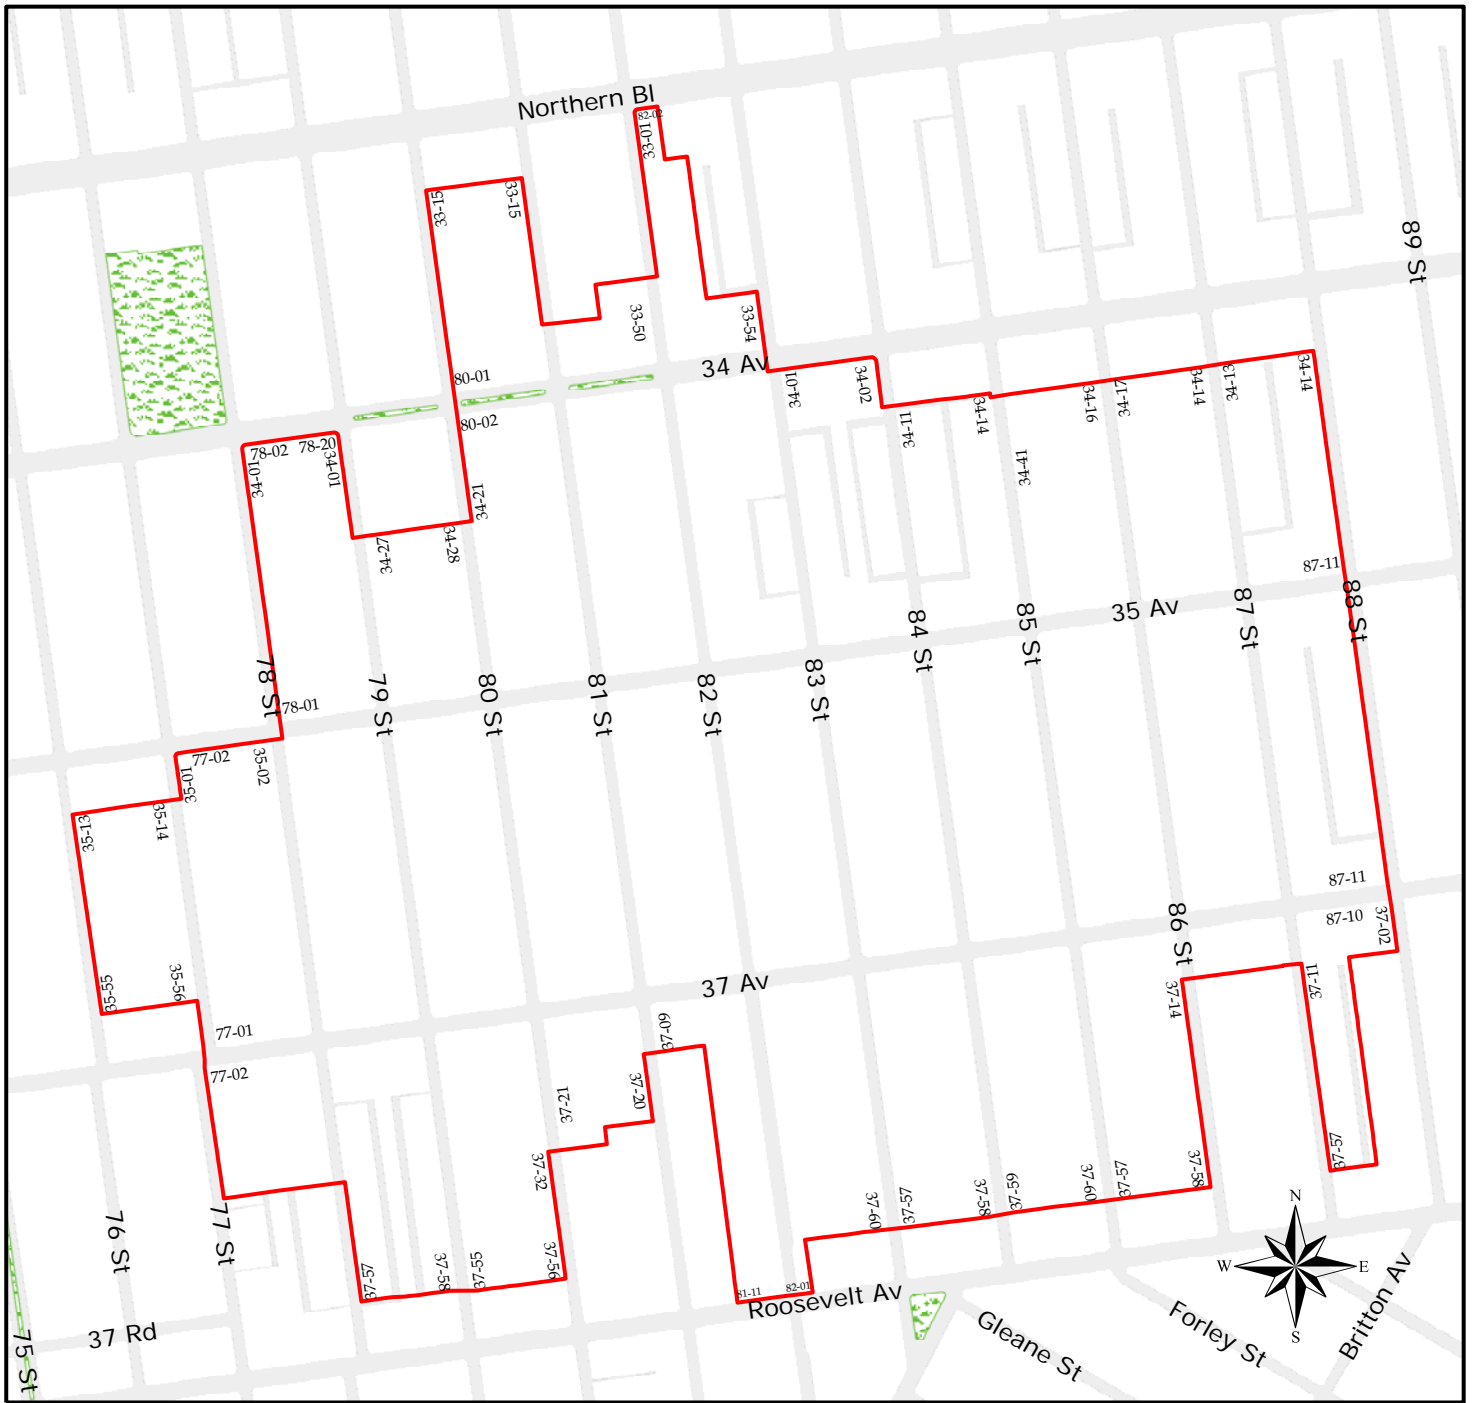 Northern Bl
82-02
33-01
33-15
33-15
89 St
33-50
33-54
34 Av
80-01
34-01
34-02
34-11
34-14
34-16
34-17
34-14
34-13
34-14
80-02
78-02
78-20
34-01
34-01
34-41
34-21
34-28
34-27
87-11
88 St
35 Av
87 St
85 St
84 St
78 St
78-01
79 St
80 St
81 St
82 St
83 St
77-02
35-02
35-01
35-14
35-13
87-11
87-10
37-02
86 St
35-55
35-56
37 Av
37-14
37-11
77-01
77-02
37-09
37-20
37-21
37-32
37-57
37-58
37-57
37-60
37-59
37-58
37-57
37-60
76 St
77 St
37-57
37-58
37-55
37-56
81-11
82-01
Roosevelt Av
N
W
E
S
37 Rd
75 St
Gleane St
Forley St
Britton Av